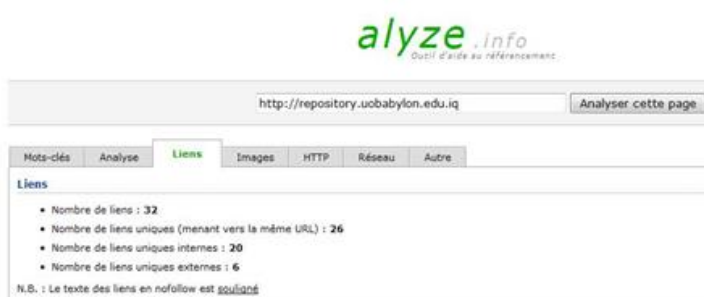 alyze .info
Outil d'aide au référencement
http://repository.uobabylon.edu.iq Analyser cette page
Mots-clés Analyse Liens Images HTTP Réseau Autre
Liens
• Nombre de liens : 32
• Nombre de liens uniques (menant vers la même URL) : 26
• Nombre de liens uniques internes : 20
• Nombre de liens uniques externes : 6
N.B. : Le texte des liens en nofollow est souligné